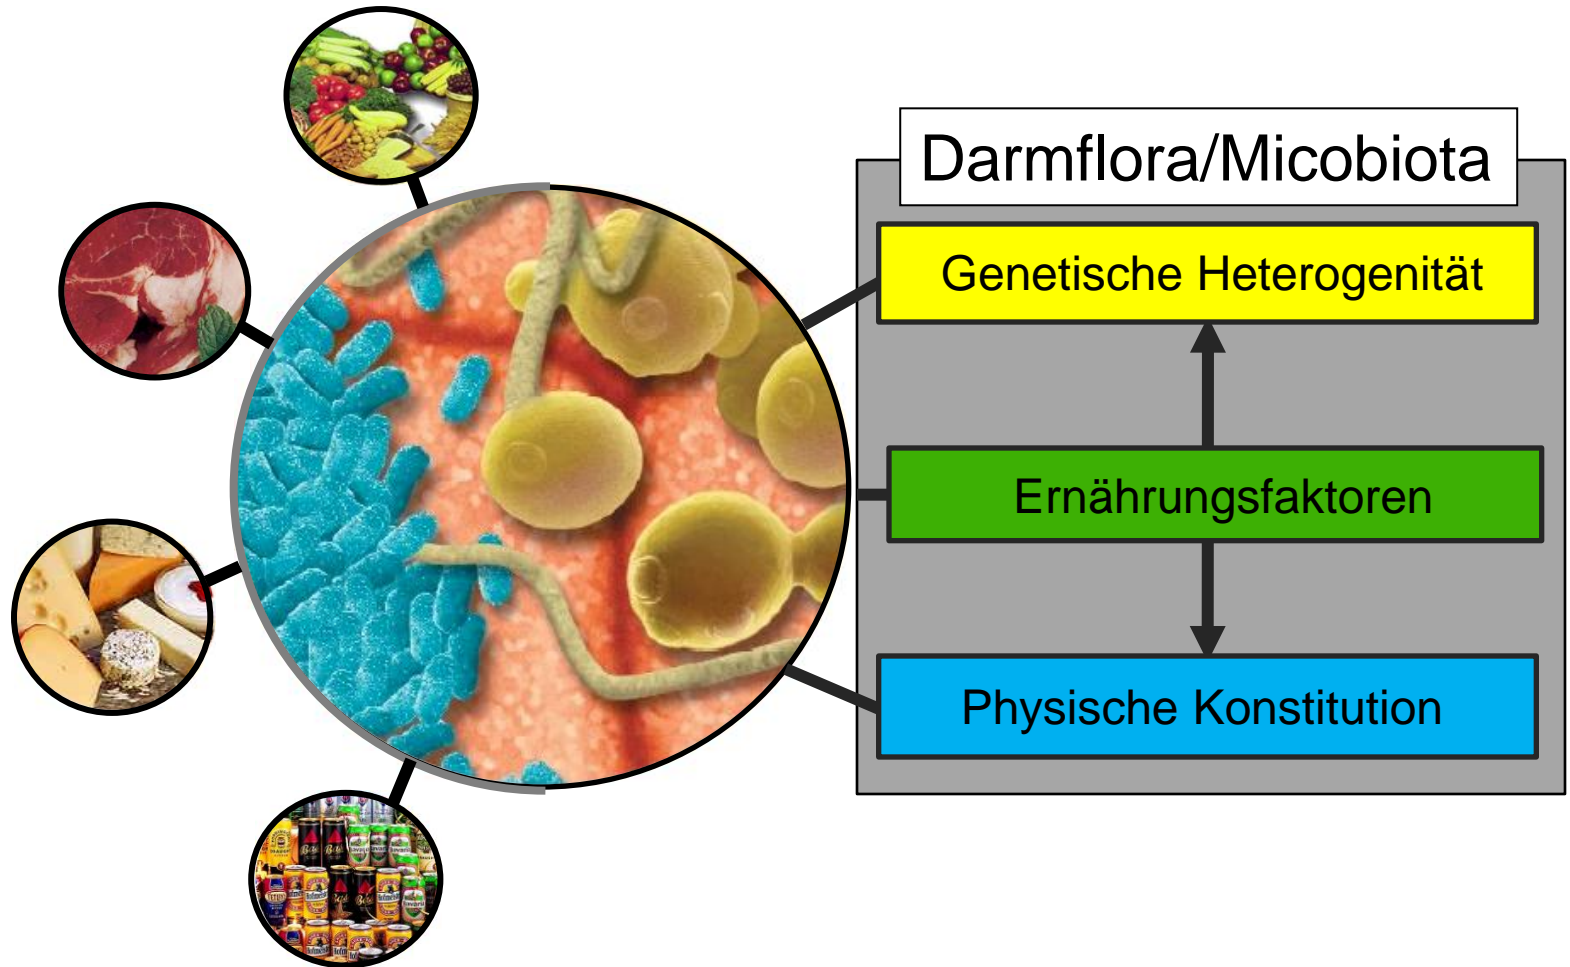 Darmflora/Micobiota
Genetische Heterogenität
Ernährungsfaktoren
Physische Konstitution